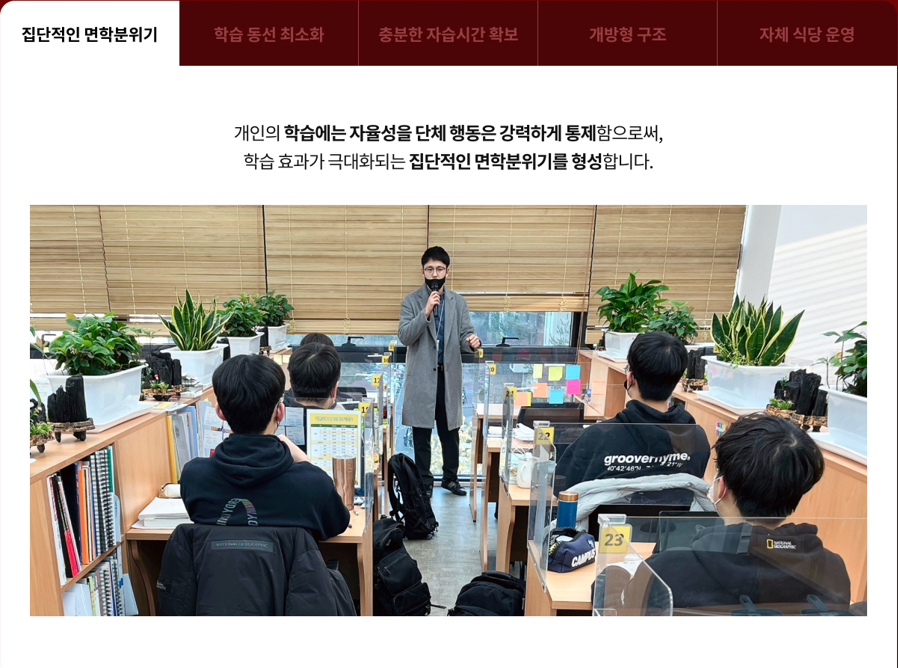 집단적인 면학분위기
학습 동선 최소화
충분한 자습시간 확보
개방형 구조
자체 식당 운영
개인의 학습에는 자율성을 단체 행동은 강력하게 통제함으로써,
학습 효과가 극대화되는 집단적인 면학분위기를 형성합니다.
22
grooverhyme,
23
CAMPUS
NATIONAL
GEOGRAPHIC